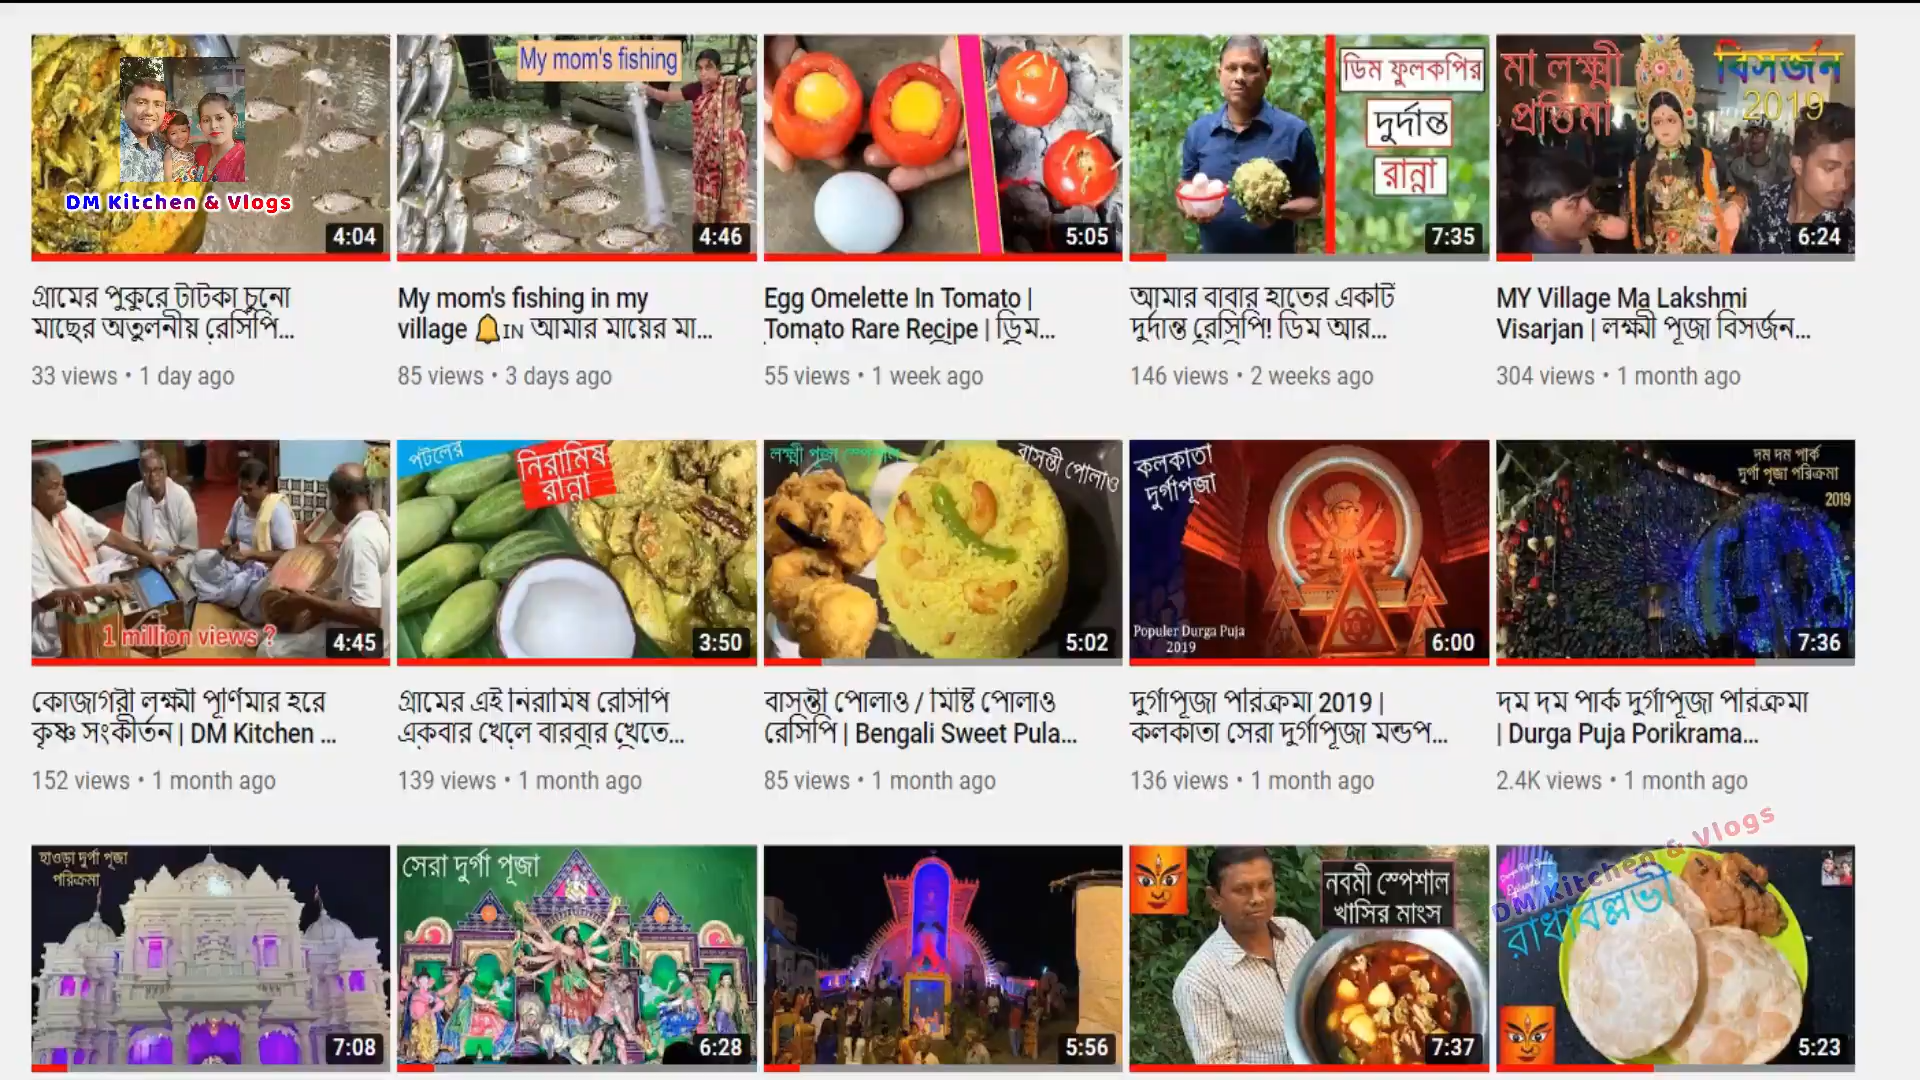 DM Kitchen & Vlogs
4:04
My mom's fishing
4:46
5:05
ডিম ফুলকপির
দুর্দান্ত
রান্না
7:35
মা লক্ষ্মী
প্রতিমা
বিসর্জন
2019
6:24
গ্রামের পুকুরে টাটকা চুনো
মাছের অতুলনীয় রেসিপি...
33 views • 1 day ago
My mom's fishing in my
village 🔔ɪɴ আমার মায়ের মা...
85 views • 3 days ago
Egg Omelette In Tomato |
Tomato Rare Recipe | ডিম...
55 views • 1 week ago
আমার বাবার হাতের একটি
দুর্দান্ত রেসিপি! ডিম আর...
146 views • 2 weeks ago
MY Village Ma Lakshmi
Visarjan | লক্ষ্মী পূজা বিসর্জন...
304 views • 1 month ago
1 million views ?
4:45
পটলের
নিরামিষ
রান্না
3:50
লক্ষ্মী পূজা স্পেশাল
বাসন্তী পোলাও
5:02
কলকাতা
দুর্গাপূজা
Populer Durga Puja
2019
6:00
দম দম পার্ক
দুর্গা পূজা পরিক্রমা
2019
7:36
কোজাগরী লক্ষ্মী পূর্ণিমার হরে
কৃষ্ণ সংকীর্তন | DM Kitchen ...
152 views • 1 month ago
গ্রামের এই নিরামিষ রেসিপি
একবার খেলে বারবার খেতে...
139 views • 1 month ago
বাসন্তী পোলাও / মিষ্টি পোলাও
রেসিপি | Bengali Sweet Pula...
85 views • 1 month ago
দুর্গাপূজা পরিক্রমা 2019 |
কলকাতা সেরা দুর্গাপূজা মন্ডপ...
136 views • 1 month ago
দম দম পার্ক দুর্গাপূজা পরিক্রমা
| Durga Puja Porikrama...
2.4K views • 1 month ago
হাওড়া দুর্গা পূজা
পরিক্রমা
7:08
সেরা দুর্গা পূজা
6:28
5:56
নবমী স্পেশাল
খাসির মাংস
7:37
DM Kitchen & Vlogs
রাধাবল্লভী
5:23